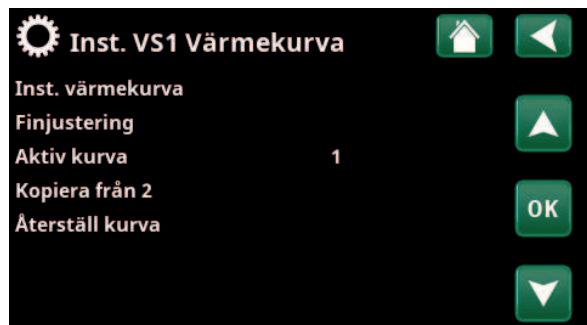 Inst. VS1 Värmekurva
Inst. värmekurva
Finjustering
Aktiv kurva 1
Kopiera från 2
Återställ kurva
OK